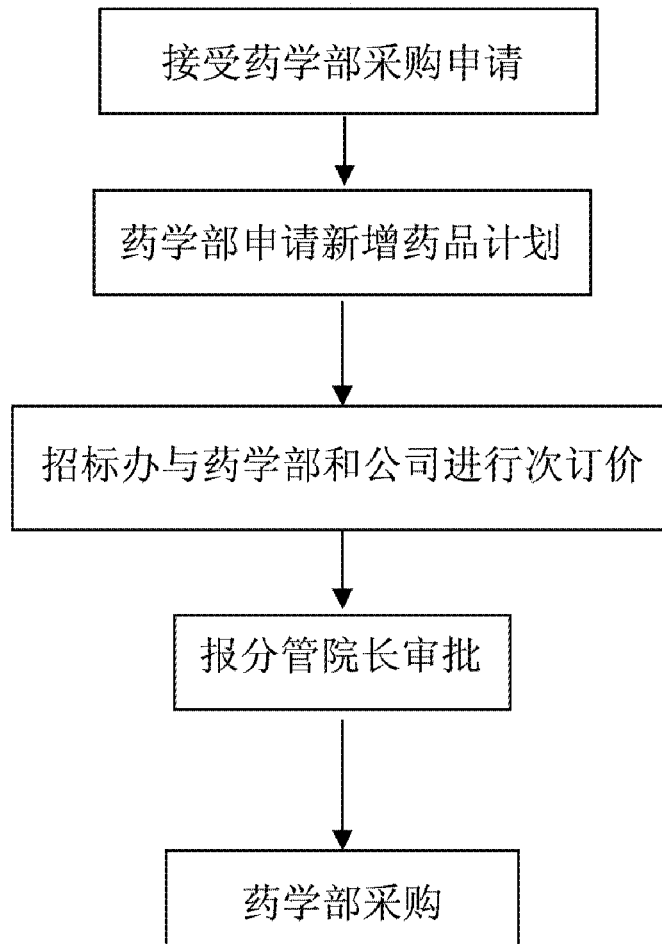 接受药学部采购申请
药学部申请新增药品计划
招标办与药学部和公司进行次订价
报分管院长审批
药学部采购